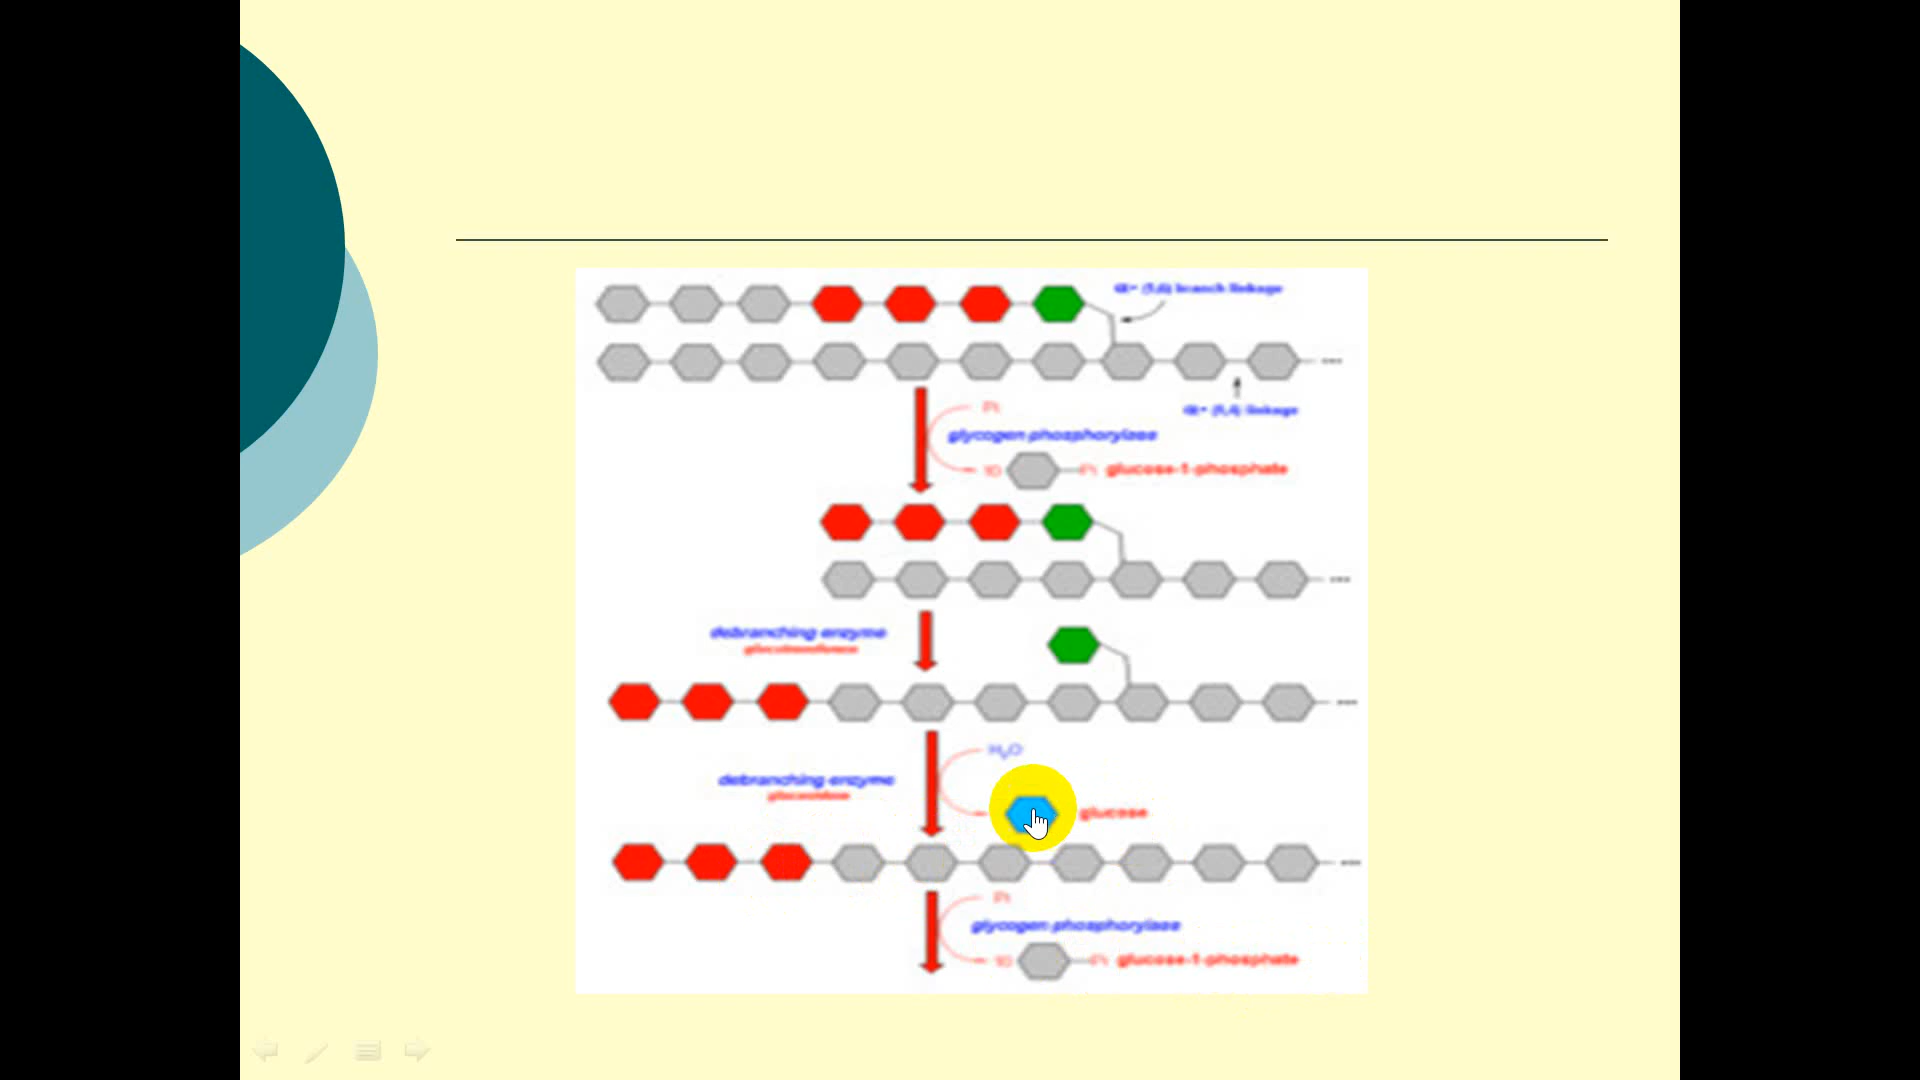 α- (1,6) branch linkage
α- (1,4) linkage
Pi
glycogen phosphorylase
glucose-1-phosphate
debranching enzyme
H₂O
debranching enzyme
glucose
Pi
glycogen phosphorylase
glucose-1-phosphate